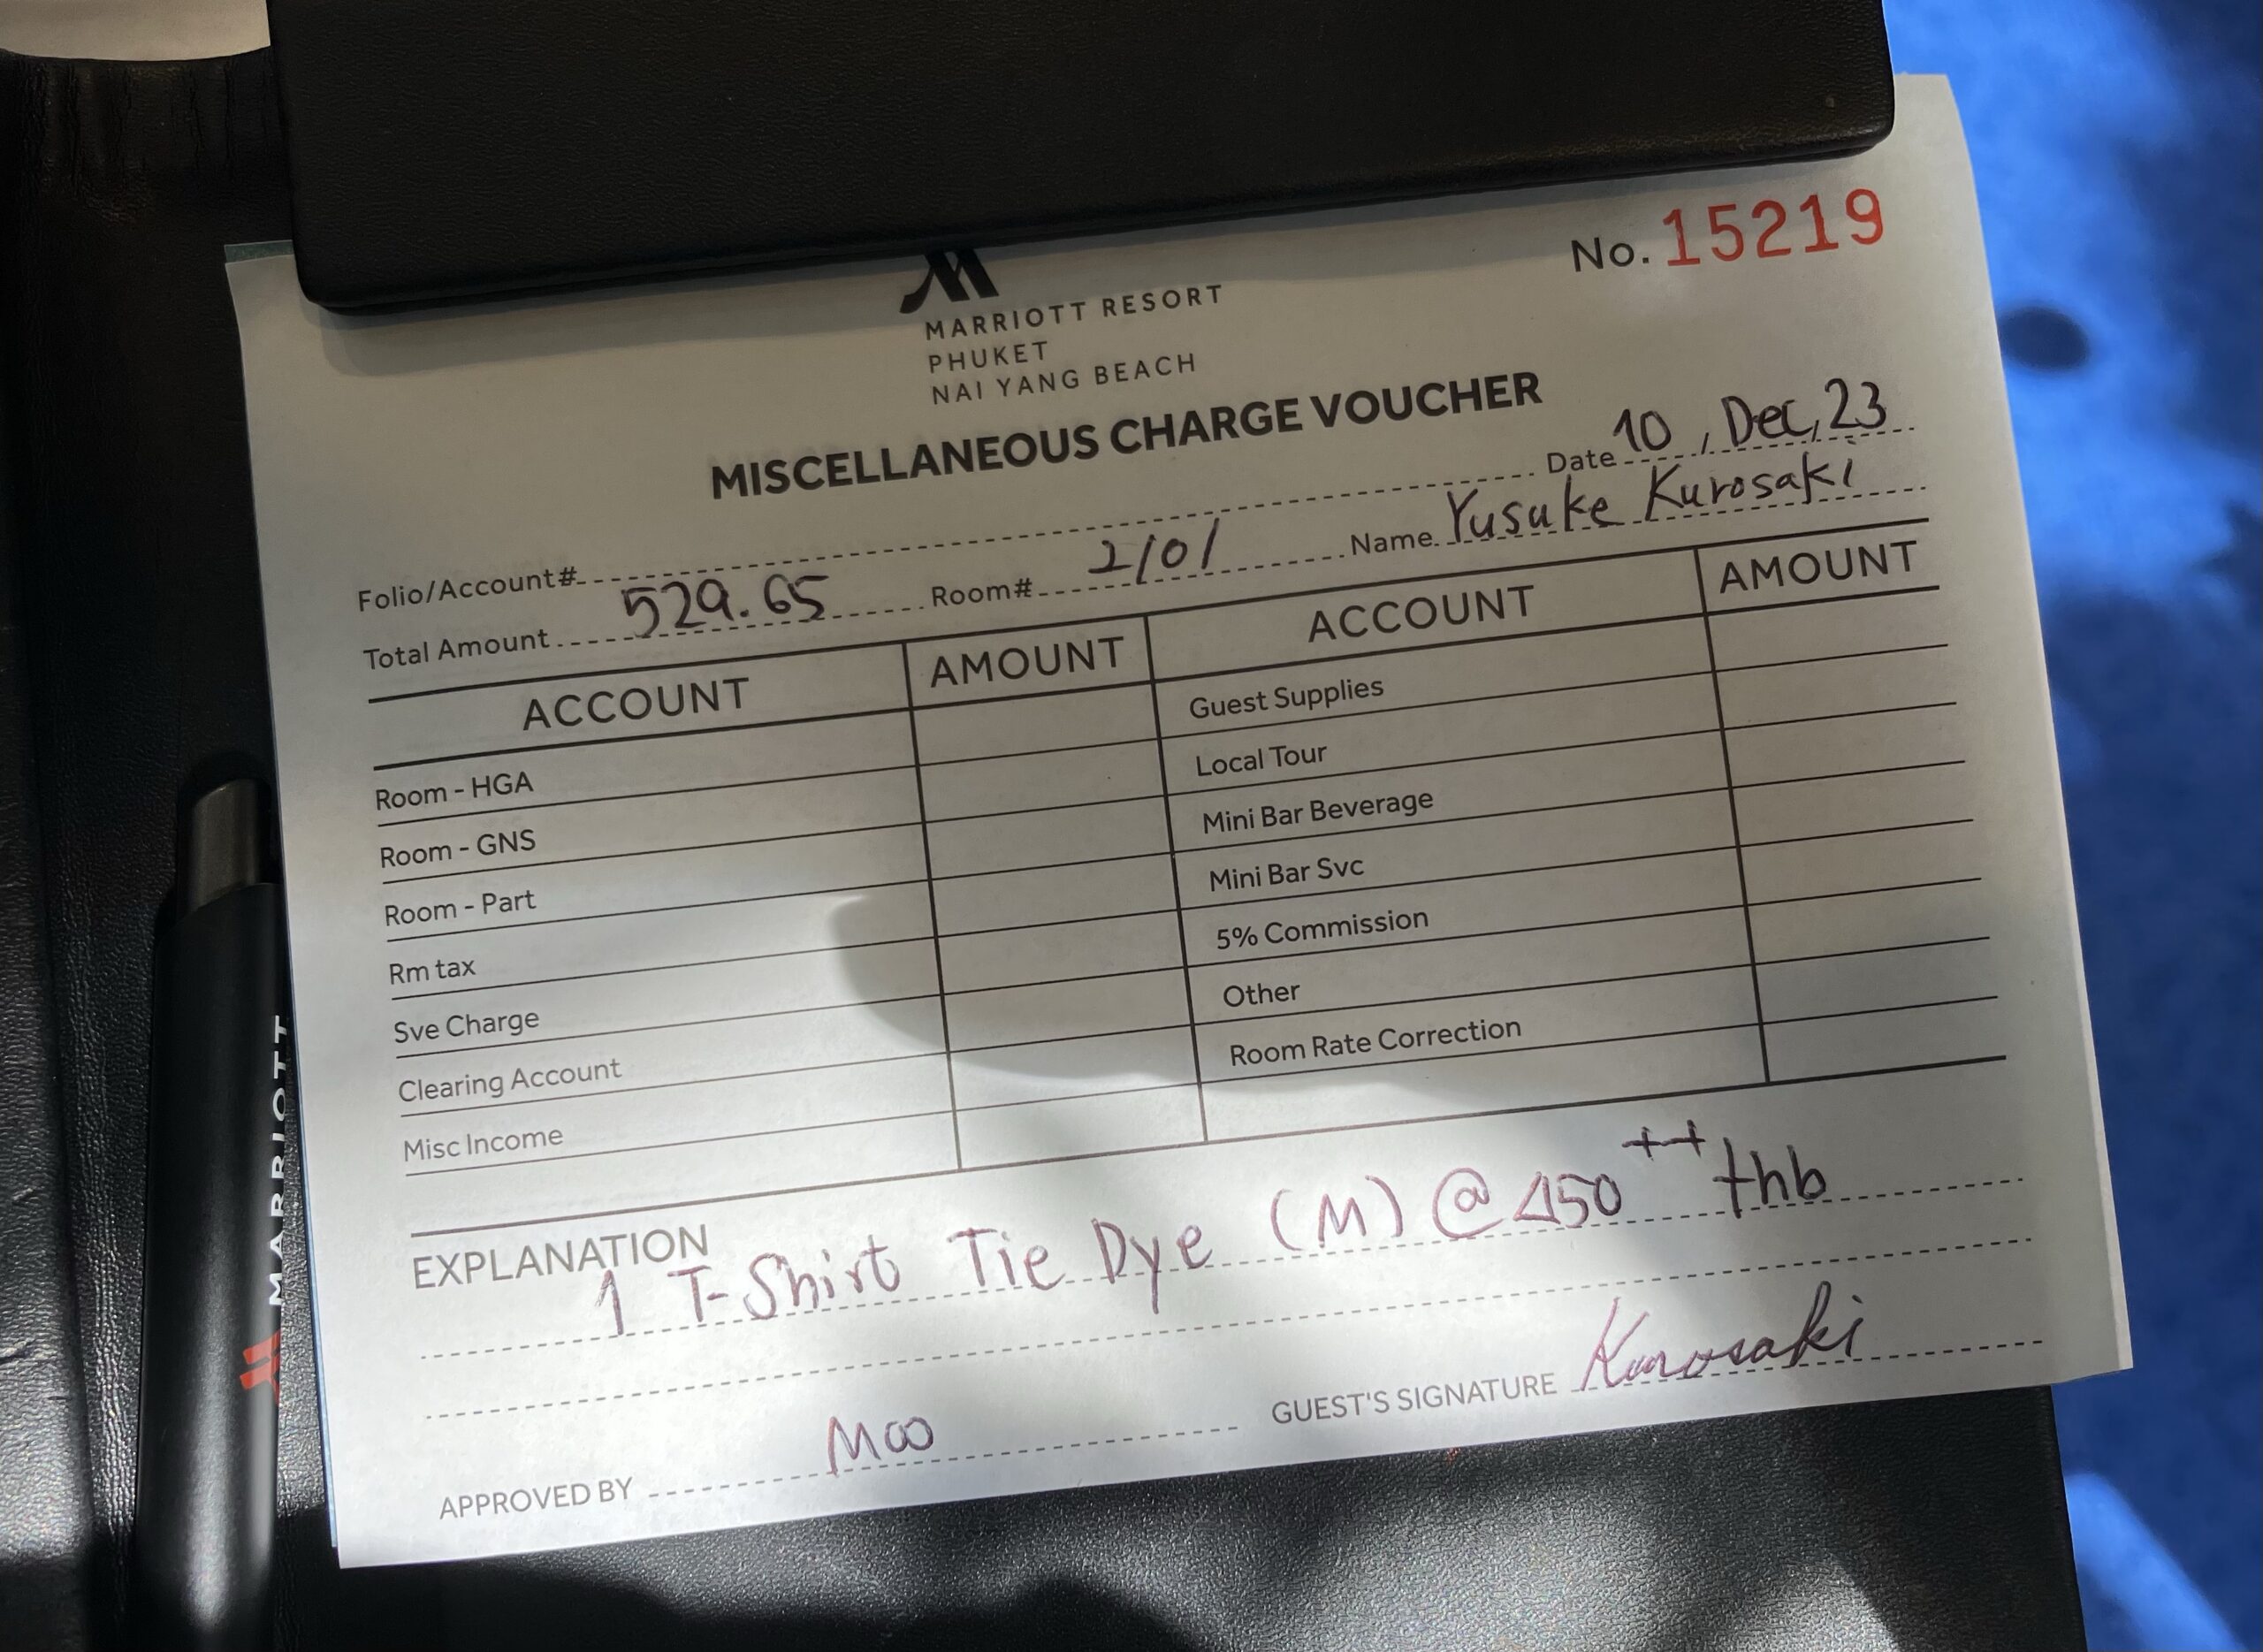 No. 15219
MARRIOTT RESORT
PHUKET
NAI YANG BEACH
MISCELLANEOUS CHARGE VOUCHER
Folio/Account# Date 10, Dec, 23
Total Amount 529.65 Room# 2101 Name Yusuke Kurosaki
ACCOUNT AMOUNT ACCOUNT AMOUNT
Room - HGA Guest Supplies
Room - GNS Local Tour
Room - Part Mini Bar Beverage
Rm tax Mini Bar Svc
Sve Charge 5% Commission
Clearing Account Other
Misc Income Room Rate Correction
EXPLANATION
1 T-Shirt Tie Dye (M) @ 450++ thb
APPROVED BY Moo GUEST'S SIGNATURE Kurosaki
MARRIOTT